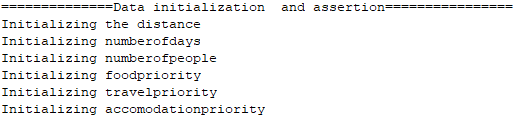 ==============Data initialization  and assertion================
Initializing the distance
Initializing numberofdays
Initializing numberofpeople
Initializing foodpriority
Initializing travelpriority
Initializing accomodationpriority